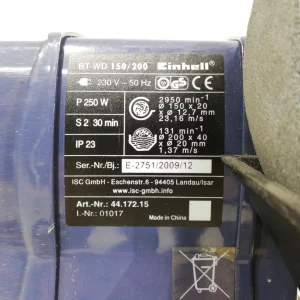 BT-WD 150/200 Einhell
230 V ~ 50 Hz
P 250 W
2950 min⁻¹
ø 150 x 20
x ø 12,7 mm
23,16 m/s
S 2 30 min
131 min⁻¹
ø 200 x 40
x ø 20 mm
1,37 m/s
IP 23
Ser.-Nr./Bj.: E-2751/2009/12
ISC GmbH - Eschenstr. 6 - 94405 Landau/Isar
www.isc-gmbh.info
Art.-Nr.: 44.172.15
I.-Nr.: 01017
Made in China